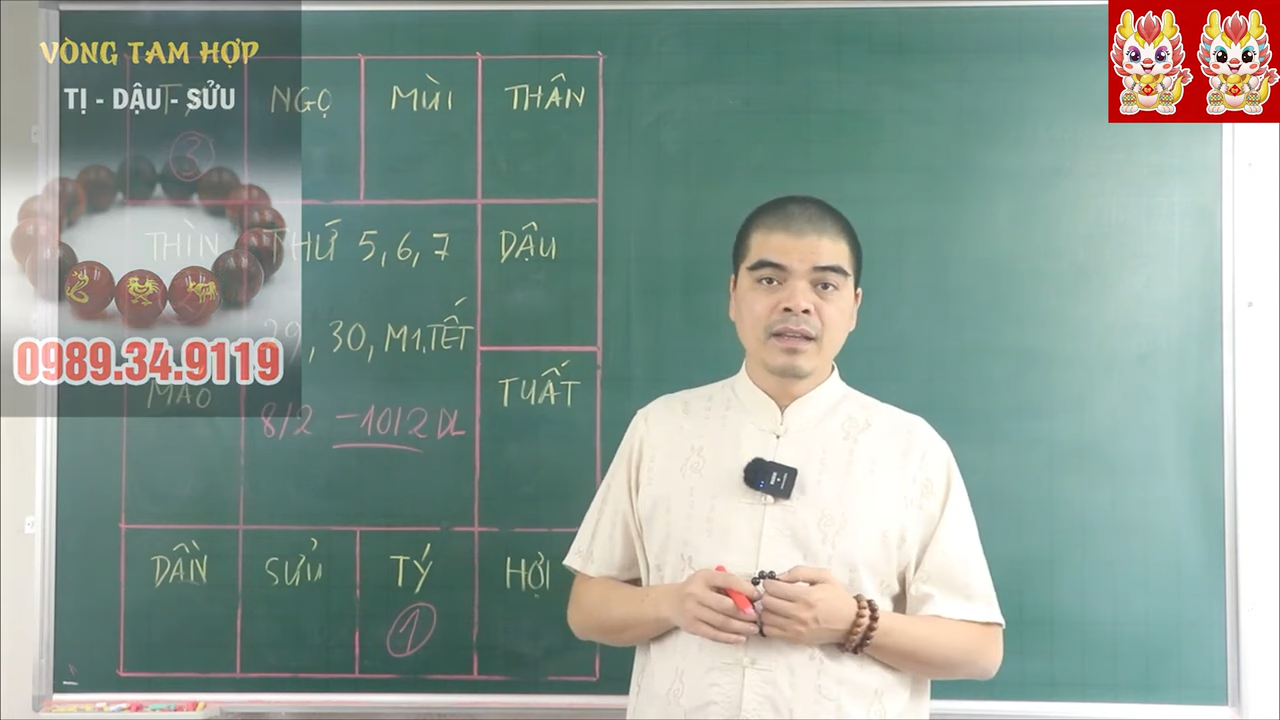 VÒNG TAM HỢP
TỊ - DẬU - SỬU
0989.34.9119
NGỌ
MÙI
THÂN
3
THÌN
THỨ 5, 6, 7
DẬU
29, 30, M1.TẾT
MÃO
TUẤT
8/2 - 10/2 DL
DẦN
SỬU
TÝ
HỢI
1